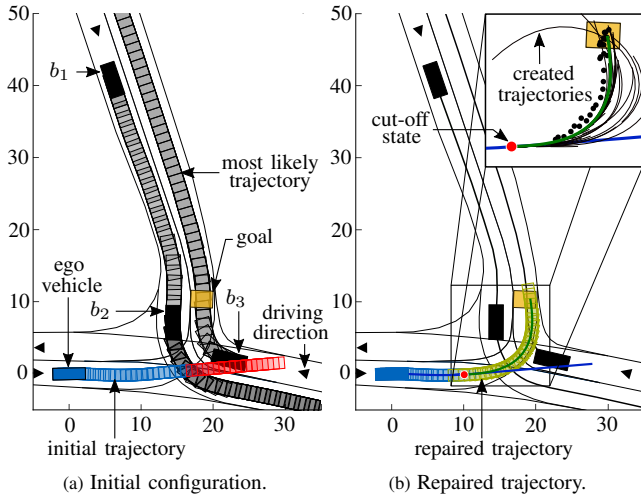 (a)
50
40
30
20
10
0
b1
most likely
trajectory
ego
vehicle
goal
b2
b3
driving
direction
initial trajectory
0 10 20 30
(a) Initial configuration.
(b)
50
40
30
20
10
0
created
trajectories
cut-off
state
repaired trajectory
0 10 20 30
(b) Repaired trajectory.